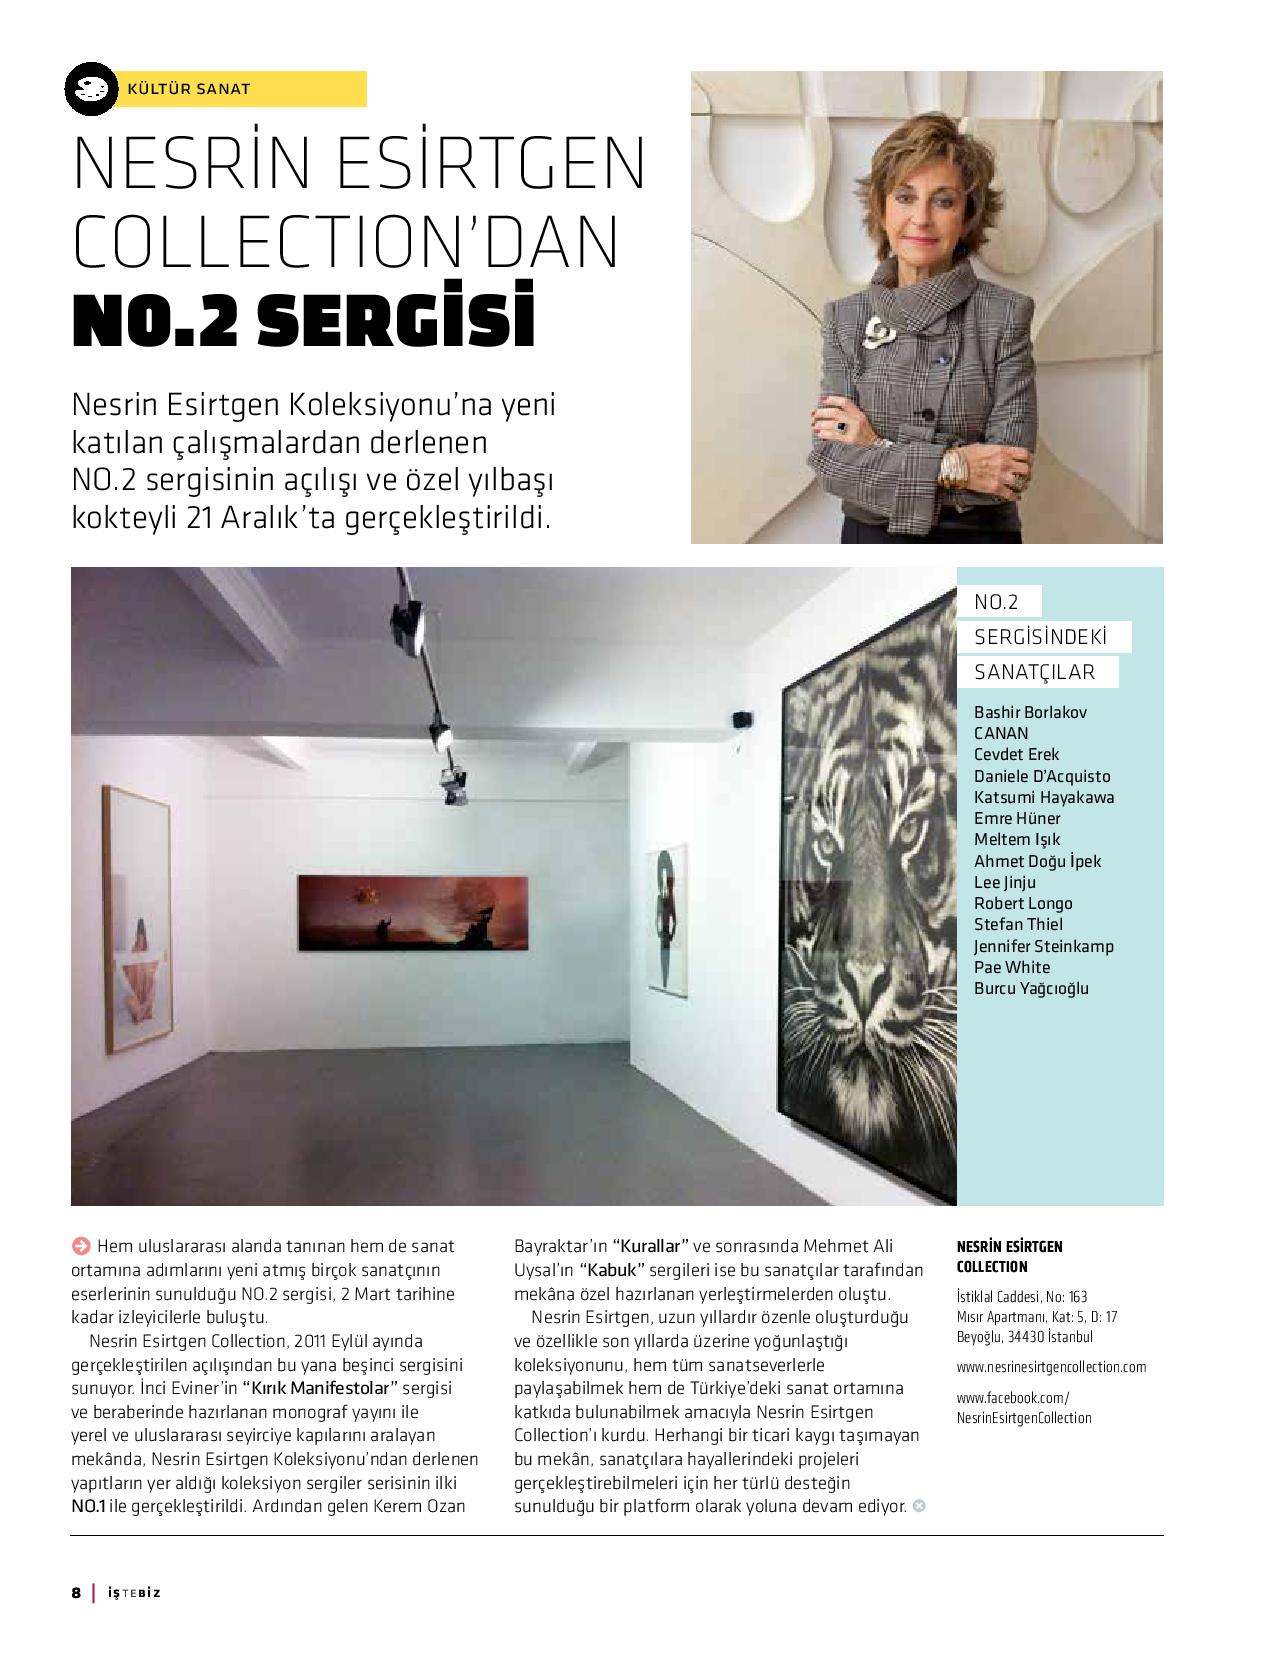 KÜLTÜR SANAT
NESRİN ESİRTGEN
COLLECTION’DAN
NO.2 SERGİSİ
Nesrin Esirtgen Koleksiyonu’na yeni
katılan çalışmalardan derlenen
NO.2 sergisinin açılışı ve özel yılbaşı
kokteyli 21 Aralık’ta gerçekleştirildi.
NO.2
SERGİSİNDEKİ
SANATÇILAR
Bashir Borlakov
CANAN
Cevdet Erek
Daniele D’Acquisto
Katsumi Hayakawa
Emre Hüner
Meltem Işık
Ahmet Doğu İpek
Lee Jinju
Robert Longo
Stefan Thiel
Jennifer Steinkamp
Pae White
Burcu Yağcıoğlu
Hem uluslararası alanda tanınan hem de sanat
ortamına adımlarını yeni atmış birçok sanatçının
eserlerinin sunulduğu NO.2 sergisi, 2 Mart tarihine
kadar izleyicilerle buluştu.
Nesrin Esirtgen Collection, 2011 Eylül ayında
gerçekleştirilen açılışından bu yana beşinci sergisini
sunuyor. İnci Eviner’in “Kırık Manifestolar” sergisi
ve beraberinde hazırlanan monograf yayını ile
yerel ve uluslararası seyirciye kapılarını aralayan
mekânda, Nesrin Esirtgen Koleksiyonu’ndan derlenen
yapıtların yer aldığı koleksiyon sergiler serisinin ilki
NO.1 ile gerçekleştirildi. Ardından gelen Kerem Ozan
Bayraktar’ın “Kurallar” ve sonrasında Mehmet Ali
Uysal’ın “Kabuk” sergileri ise bu sanatçılar tarafından
mekâna özel hazırlanan yerleştirmelerden oluştu.
Nesrin Esirtgen, uzun yıllardır özenle oluşturduğu
ve özellikle son yıllarda üzerine yoğunlaştığı
koleksiyonunu, hem tüm sanatseverlerle
paylaşabilmek hem de Türkiye’deki sanat ortamına
katkıda bulunabilmek amacıyla Nesrin Esirtgen
Collection’ı kurdu. Herhangi bir ticari kaygı taşımayan
bu mekân, sanatçılara hayallerindeki projeleri
gerçekleştirebilmeleri için her türlü desteğin
sunulduğu bir platform olarak yoluna devam ediyor.
NESRİN ESİRTGEN
COLLECTION
İstiklal Caddesi, No: 163
Mısır Apartmanı, Kat: 5, D: 17
Beyoğlu, 34430 İstanbul
www.nesrinesirtgencollection.com
www.facebook.com/
NesrinEsirtgenCollection
8 | İŞTEBİZ